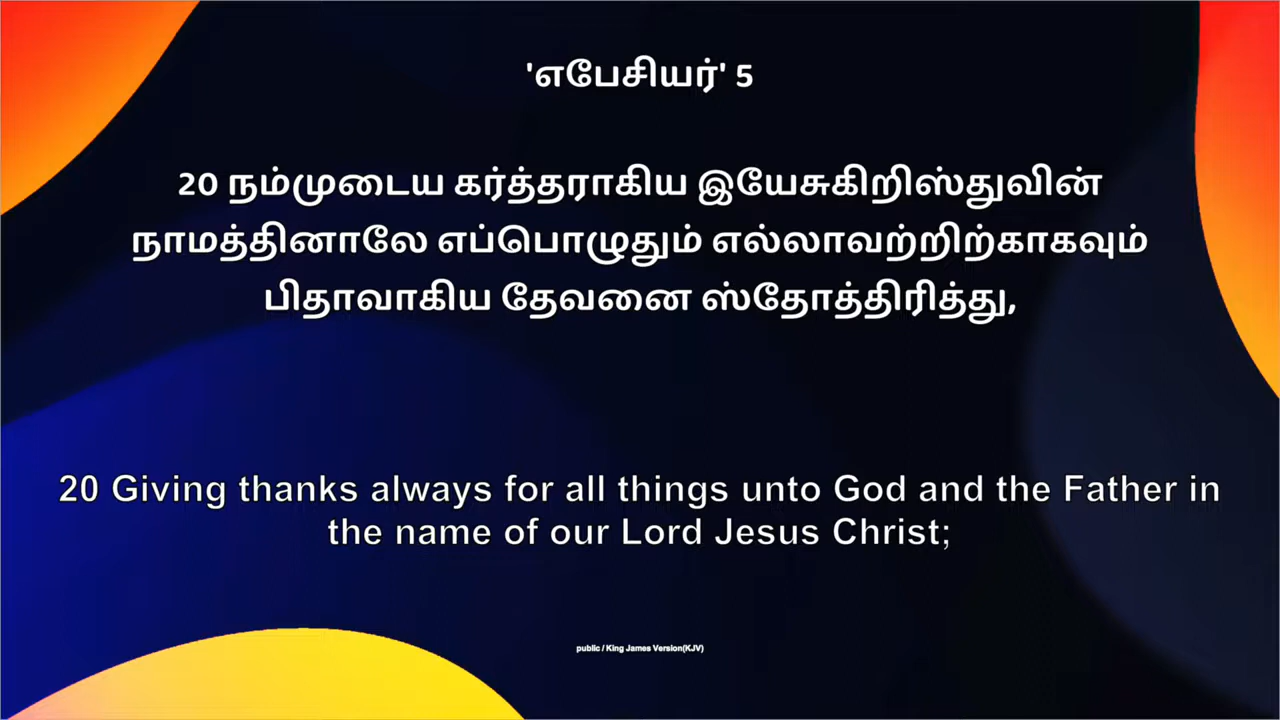 'எபேசியர்' 5
20 நம்முடைய கர்த்தராகிய இயேசுகிறிஸ்துவின்
நாமத்தினாலே எப்பொழுதும் எல்லாவற்றிற்காகவும்
பிதாவாகிய தேவனை ஸ்தோத்திரித்து,
20 Giving thanks always for all things unto God and the Father in
the name of our Lord Jesus Christ;
public / King James Version(KJV)